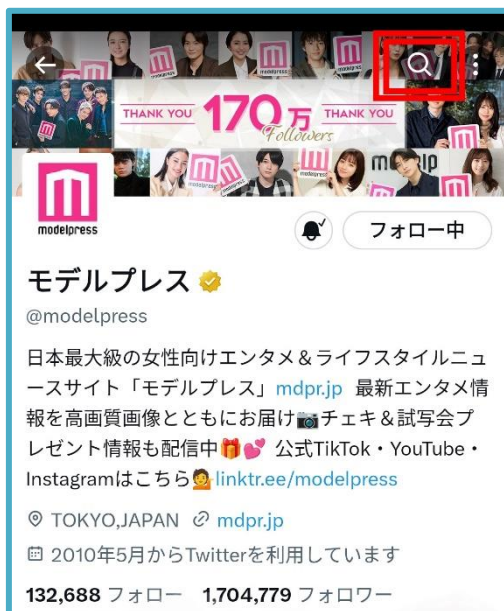 THANK YOU 170万 THANK YOU
Followers
modelpress
フォロー中
モデルプレス
@modelpress
日本最大級の女性向けエンタメ＆ライフスタイルニュ
ースサイト「モデルプレス」mdpr.jp 最新エンタメ情
報を高画質画像とともにお届け📷チェキ＆試写会プ
レゼント情報も配信中🎁💕 公式TikTok・YouTube・
Instagramはこちら💁linktr.ee/modelpress
TOKYO,JAPAN mdpr.jp
2010年5月からTwitterを利用しています
132,688 フォロー 1,704,779 フォロワー